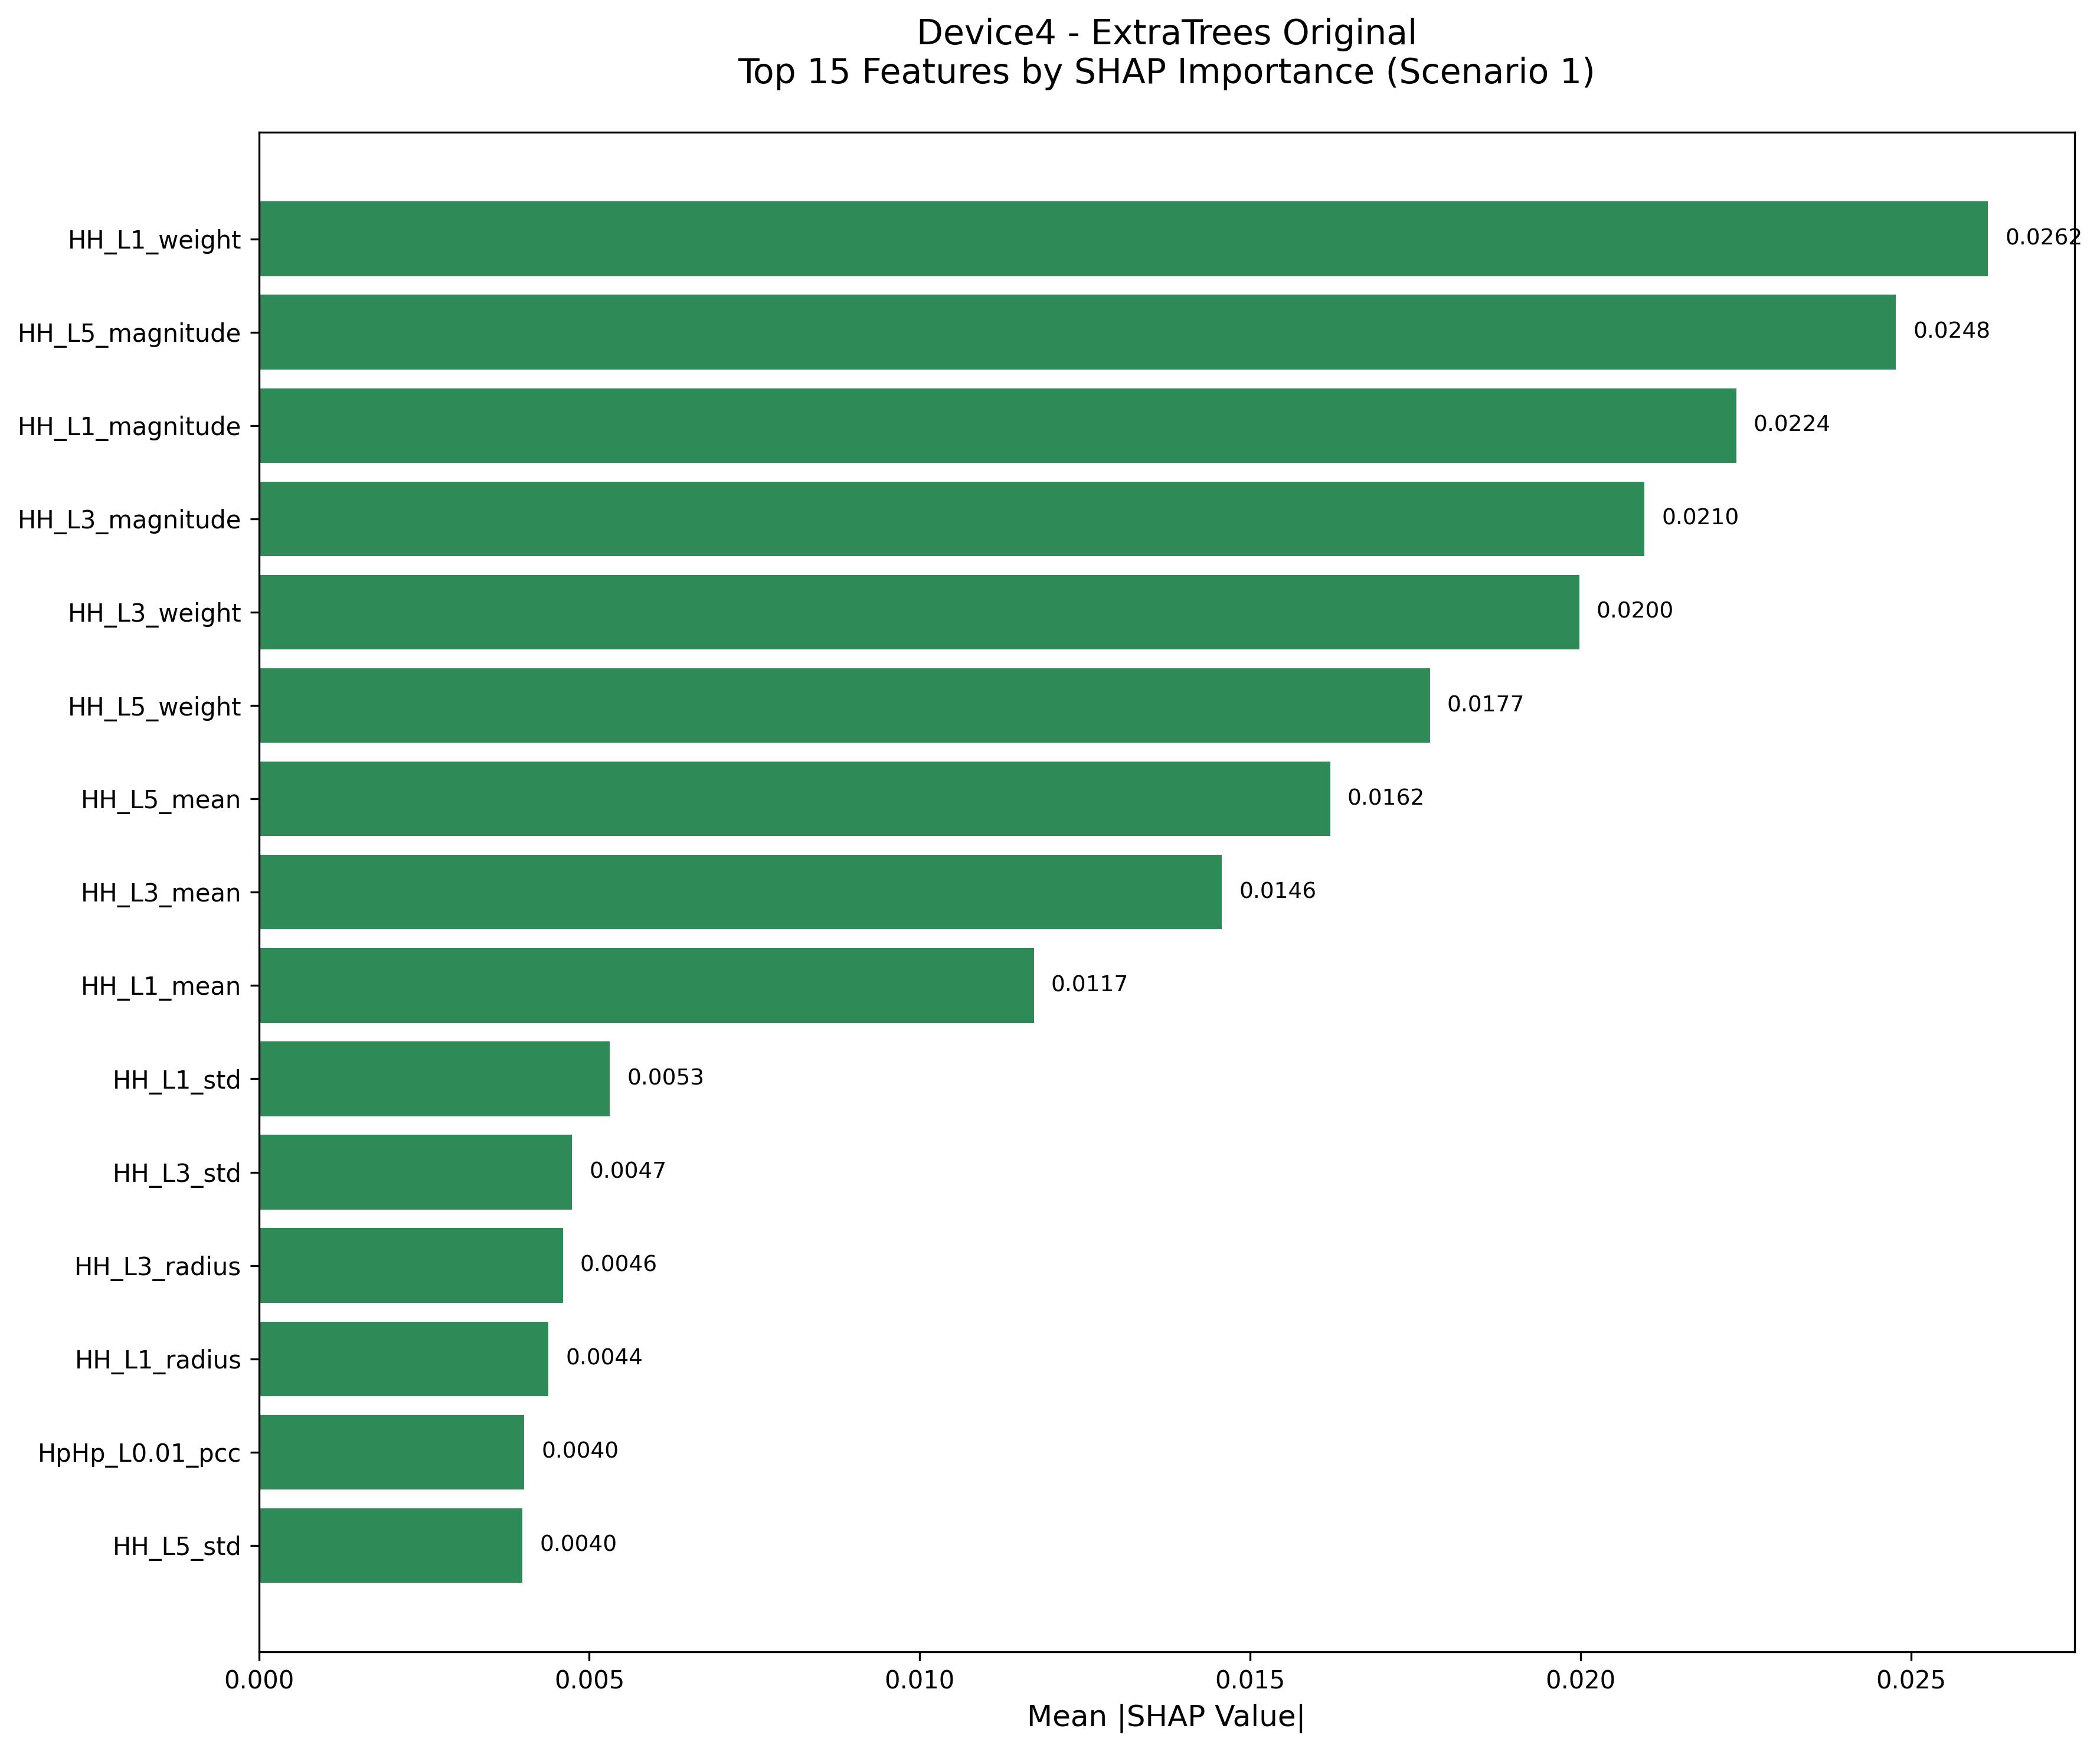 Device4 - ExtraTrees Original
Top 15 Features by SHAP Importance (Scenario 1)
HH_L1_weight 0.0262
HH_L5_magnitude 0.0248
HH_L1_magnitude 0.0224
HH_L3_magnitude 0.0210
HH_L3_weight 0.0200
HH_L5_weight 0.0177
HH_L5_mean 0.0162
HH_L3_mean 0.0146
HH_L1_mean 0.0117
HH_L1_std 0.0053
HH_L3_std 0.0047
HH_L3_radius 0.0046
HH_L1_radius 0.0044
HpHp_L0.01_pcc 0.0040
HH_L5_std 0.0040
0.000 0.005 0.010 0.015 0.020 0.025
Mean |SHAP Value|